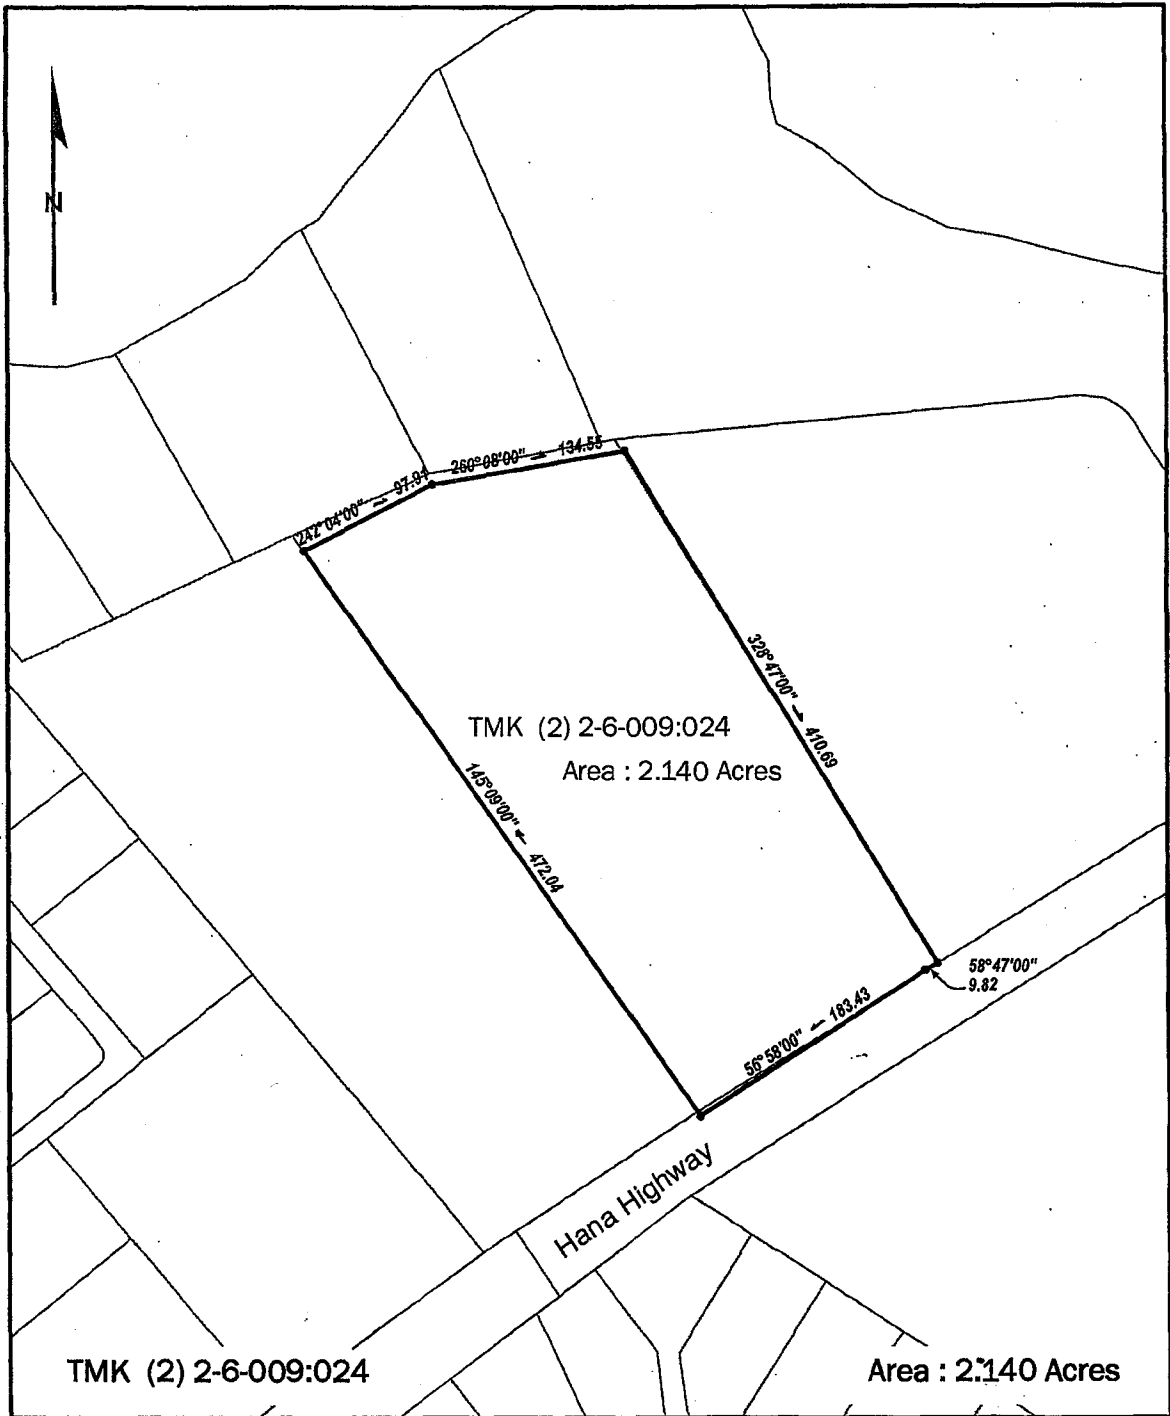 N
242°04'00" 97.91
260°08'00" 134.55
328°47'00" 410.69
TMK (2) 2-6-009:024
Area : 2.140 Acres
145°09'00" 472.04
58°47'00"
9.82
56°58'00" 183.43
Hana Highway
TMK (2) 2-6-009:024
Area : 2.140 Acres